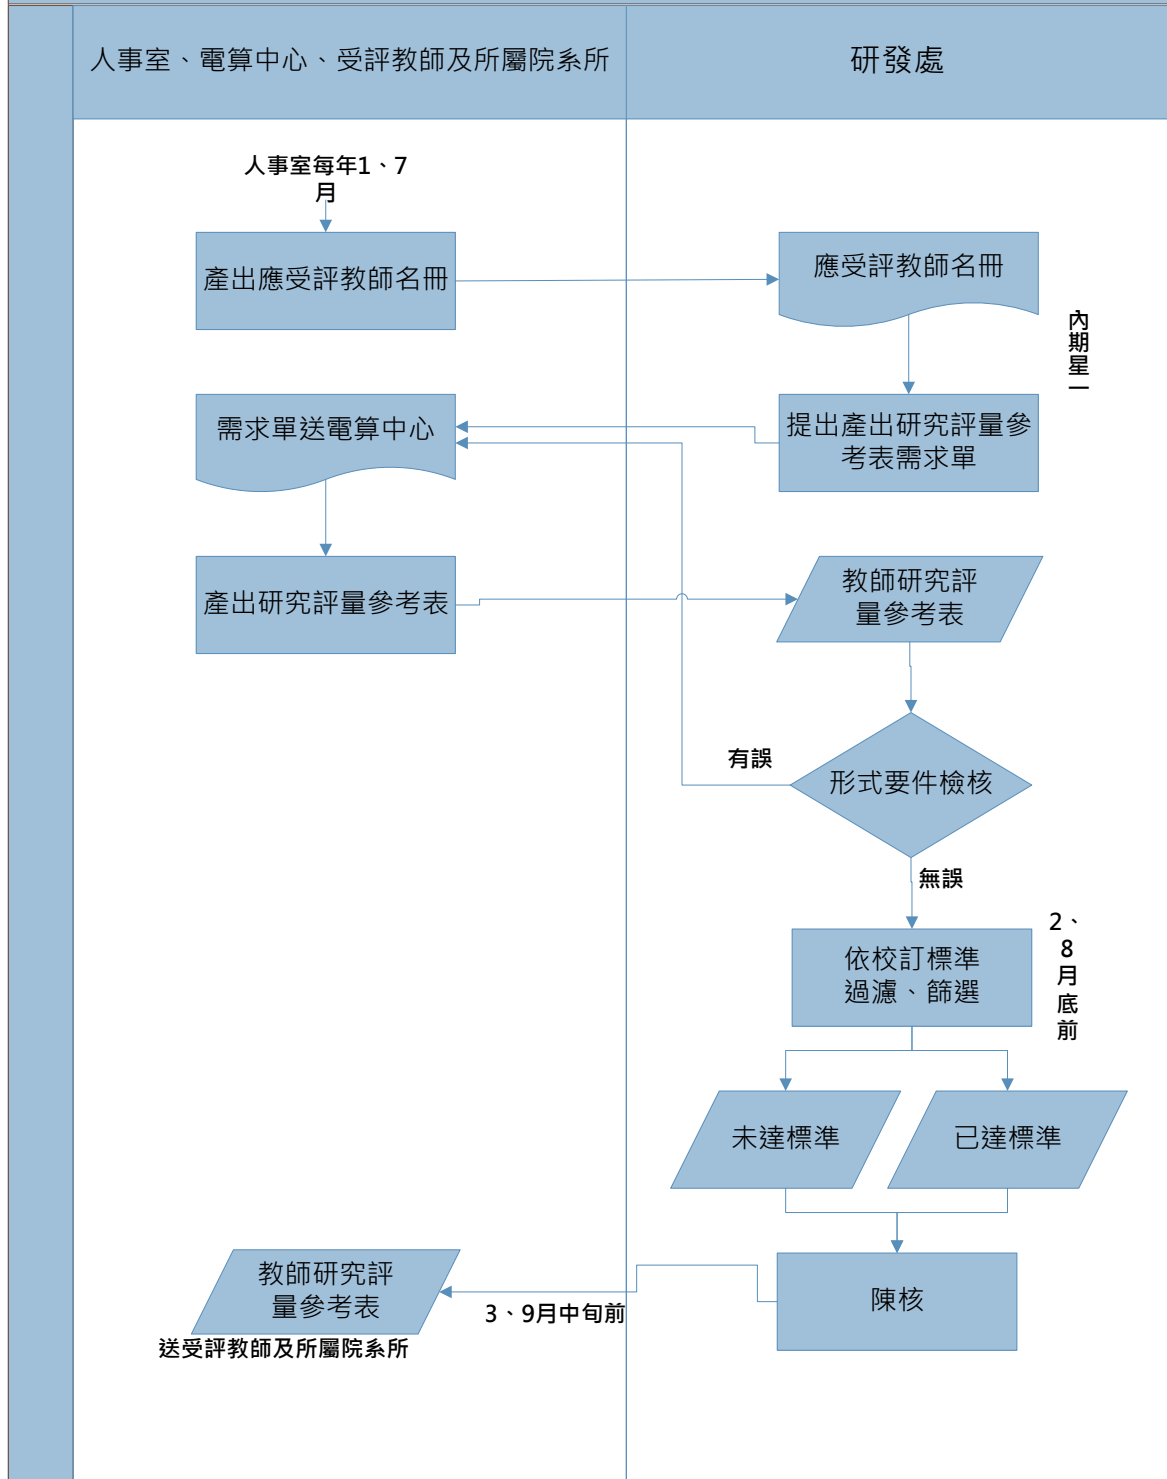 人事室、電算中心、受評教師及所屬院系所
研發處
人事室每年1、7
月
產出應受評教師名冊
應受評教師名冊
內期星一
需求單送電算中心
提出產出研究評量參
考表需求單
產出研究評量參考表
教師研究評
量參考表
有誤
形式要件檢核
無誤
依校訂標準
過濾、篩選
2、
8
月
底
前
未達標準
已達標準
教師研究評
量參考表
3、9月中旬前
陳核
送受評教師及所屬院系所